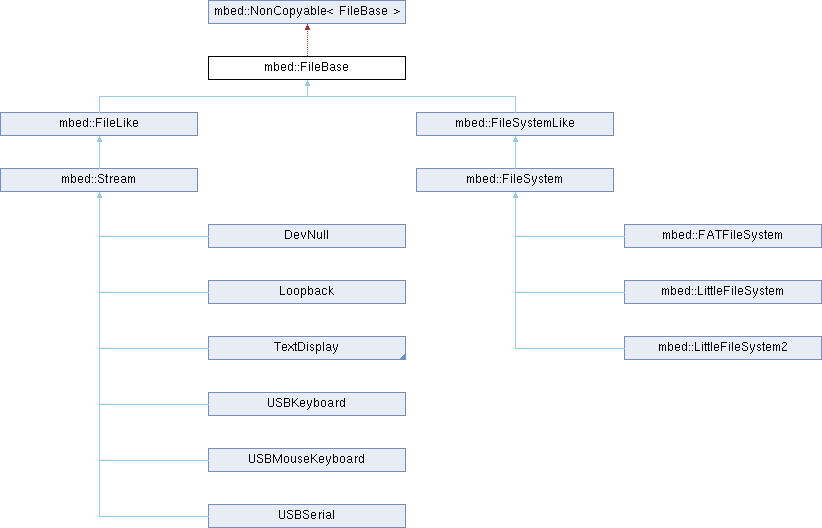 mbed::NonCopyable< FileBase >
mbed::FileBase
mbed::FileLike
mbed::FileSystemLike
mbed::Stream
mbed::FileSystem
DevNull
mbed::FATFileSystem
Loopback
mbed::LittleFileSystem
TextDisplay
mbed::LittleFileSystem2
USBKeyboard
USBMouseKeyboard
USBSerial